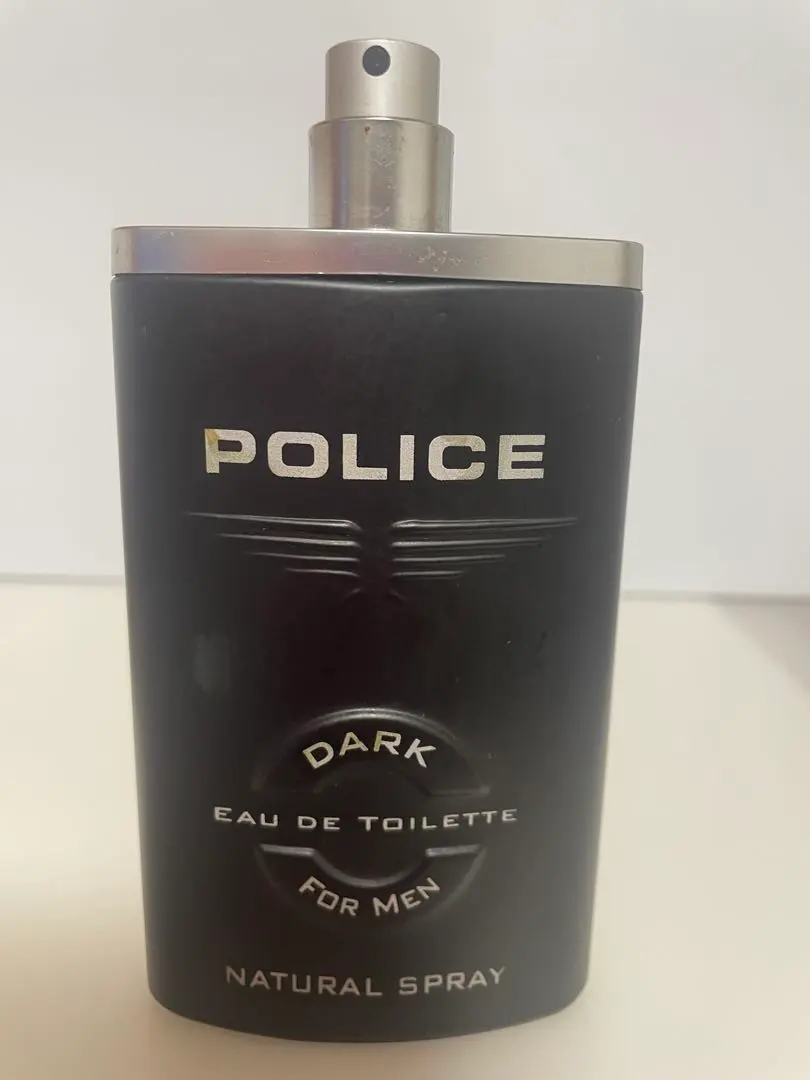 POLICE
DARK
EAU DE TOILETTE
FOR MEN
NATURAL SPRAY